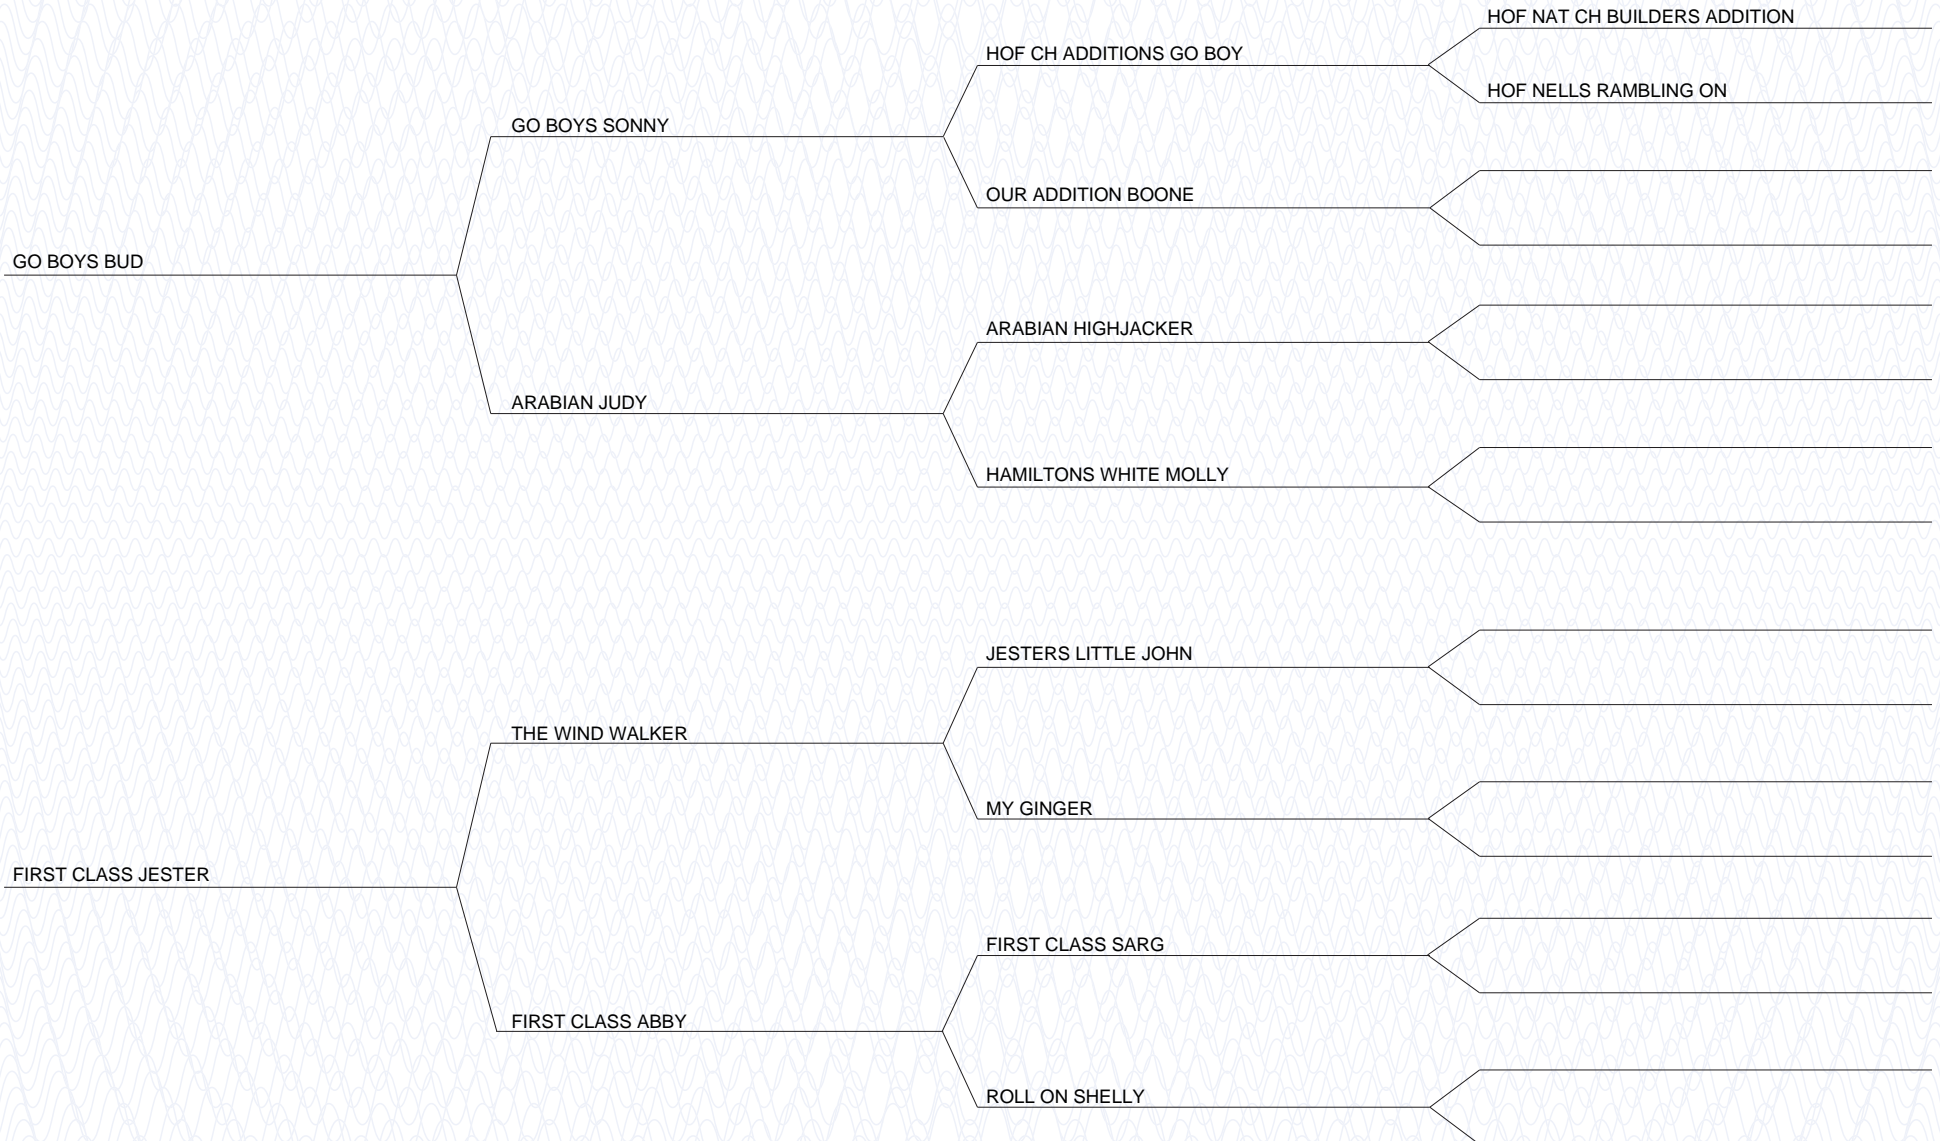 HOF NAT CH BUILDERS ADDITION
HOF CH ADDITIONS GO BOY
HOF NELLS RAMBLING ON
GO BOYS SONNY
OUR ADDITION BOONE
GO BOYS BUD
ARABIAN HIGHJACKER
ARABIAN JUDY
HAMILTONS WHITE MOLLY
JESTERS LITTLE JOHN
THE WIND WALKER
MY GINGER
FIRST CLASS JESTER
FIRST CLASS SARG
FIRST CLASS ABBY
ROLL ON SHELLY